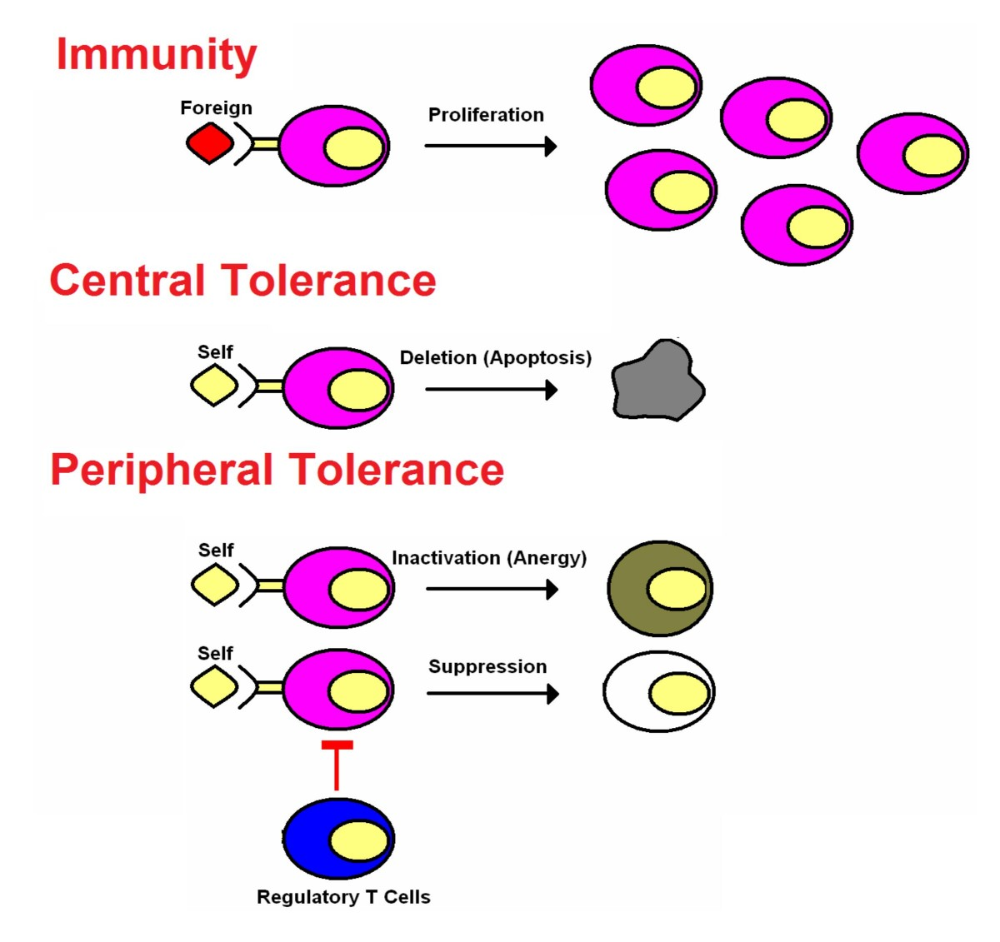 Immunity
Foreign
Proliferation
Central Tolerance
Self
Deletion (Apoptosis)
Peripheral Tolerance
Self
Inactivation (Anergy)
Self
Suppression
Regulatory T Cells